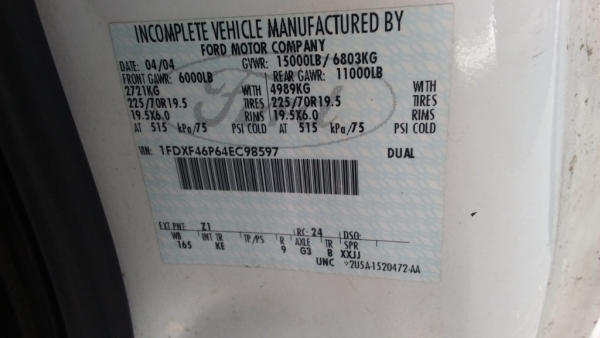 INCOMPLETE VEHICLE MANUFACTURED BY
FORD MOTOR COMPANY
DATE: 04/04 GVWR: 15000LB/ 6803KG
FRONT GAWR: 6000LB REAR GAWR: 11000LB
2721KG WITH 4989KG WITH
225/70R19.5 TIRES 225/70R19.5 TIRES
19.5X6.0 RIMS 19.5X6.0 RIMS
AT 515 kPa/75 PSI COLD AT 515 kPa/75 PSI COLD
VIN: 1FDXF46P64EC98597 DUAL
Ford
EXT PNT: Z1 RC: 24 DSO:
WB INT TR TP/PS R AXLE TR SPR
165 KE 9 G3 B XXJJ
UNC 2U5A-1520472-AA